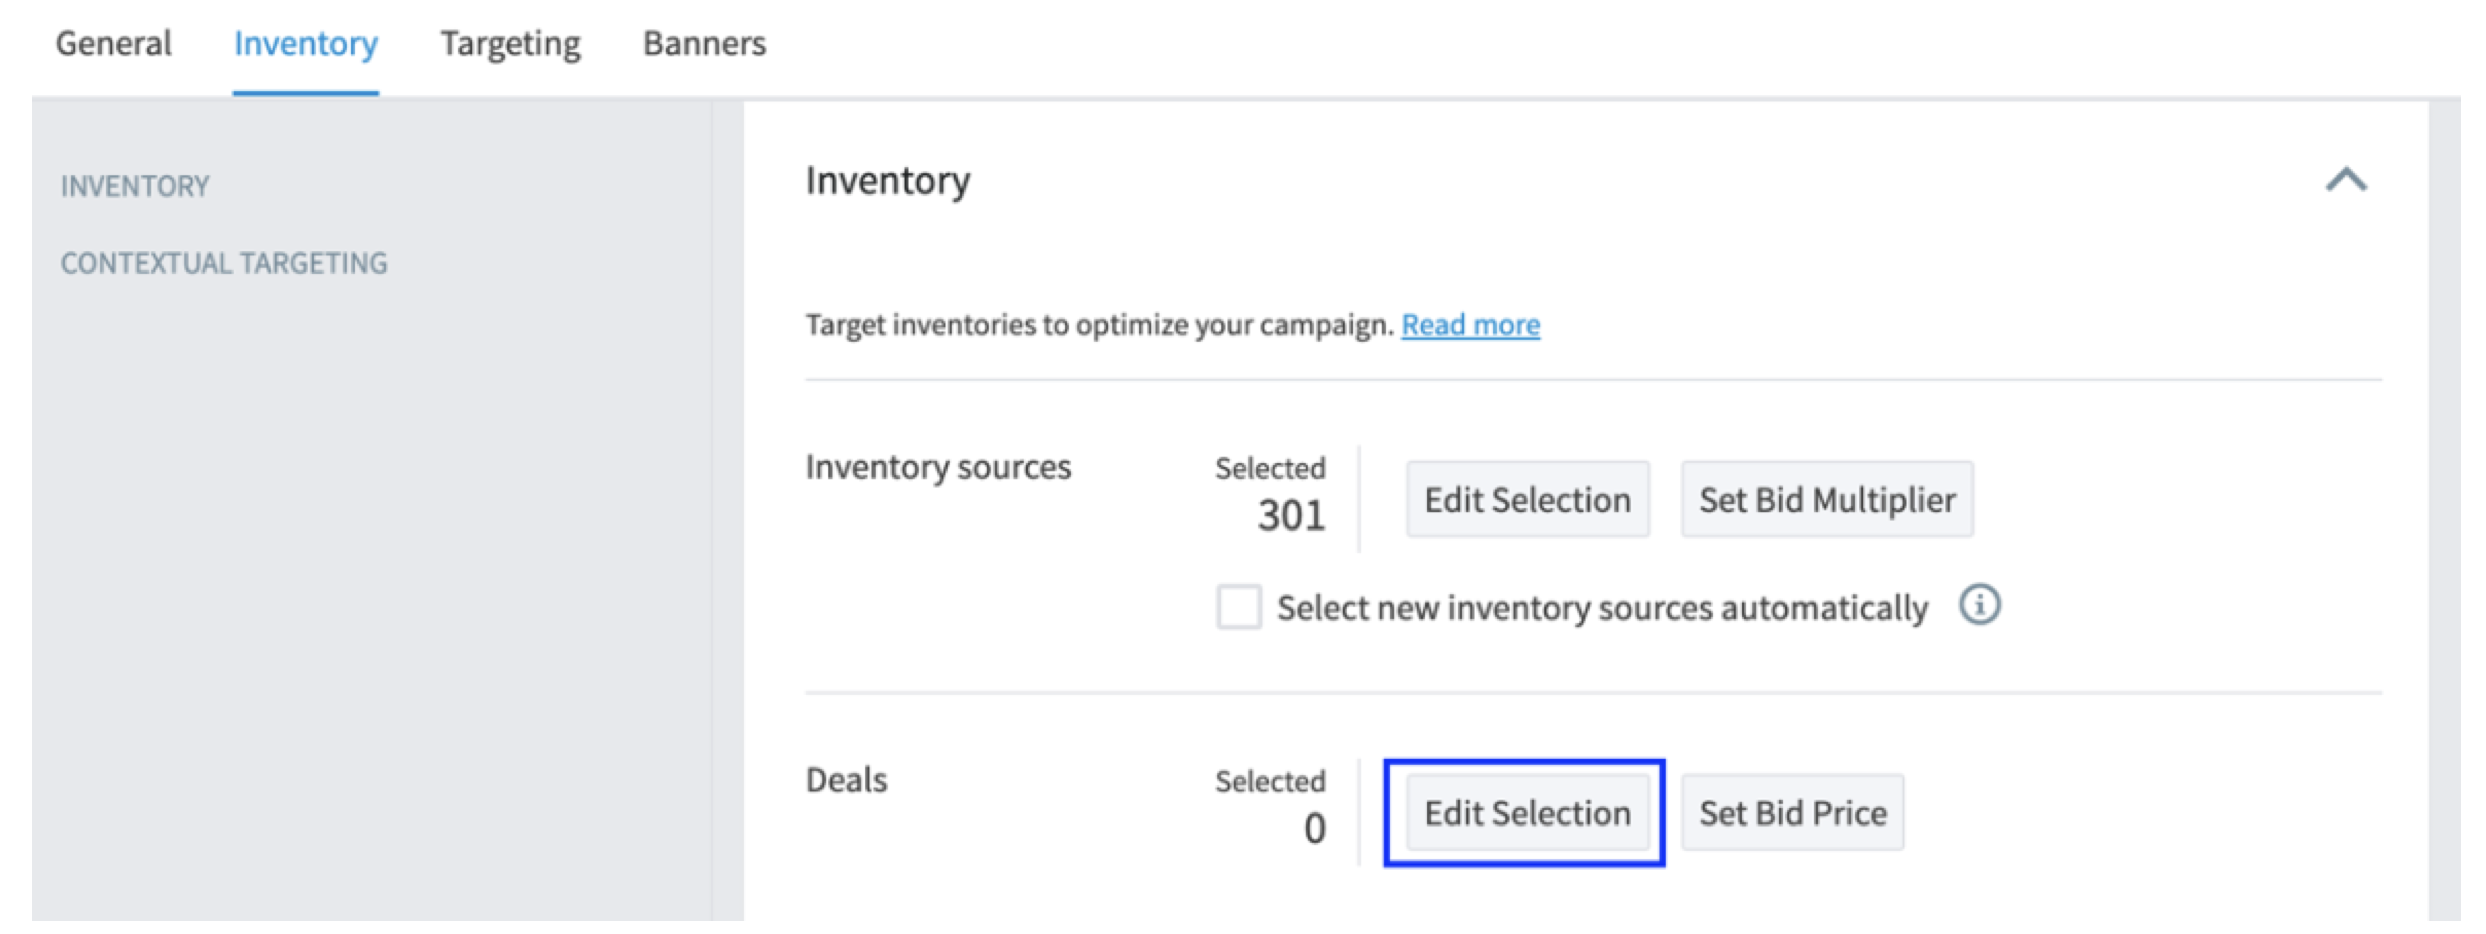 General Inventory Targeting Banners
INVENTORY
CONTEXTUAL TARGETING
Inventory
Target inventories to optimize your campaign. Read more
Inventory sources
Selected
301
Edit Selection
Set Bid Multiplier
Select new inventory sources automatically
Deals
Selected
0
Edit Selection
Set Bid Price